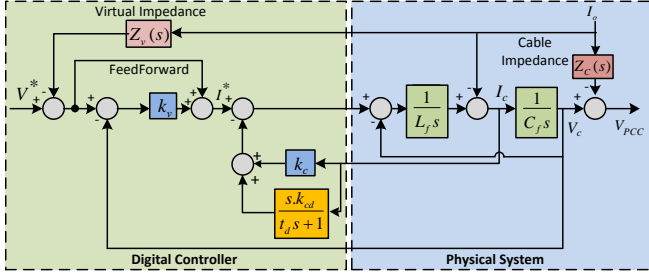 Virtual Impedance
Z_v(s)
I_o
Cable
Impedance
Z_C(s)
FeedForward
V* + - + - k_v + + I* + - + - 1/(L_f s) + - I_c 1/(C_f s) V_c + - V_PCC
+ + k_c
s.k_cd/(t_d s+1)
Digital Controller
Physical System